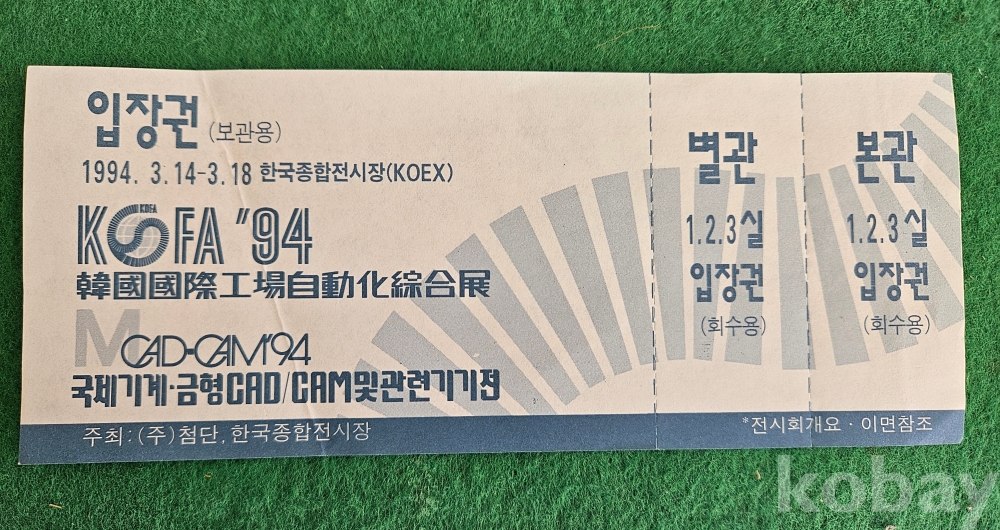 입장권 (보관용)
1994. 3.14-3.18 한국종합전시장(KOEX)
KOFA
KOFA '94
韓國國際工場自動化綜合展
M CAD·CAM'94
국제기계·금형CAD/CAM및관련기기전
주최:(주)첨단, 한국종합전시장
별관
1.2.3실
입장권
(회수용)
본관
1.2.3실
입장권
(회수용)
*전시회개요·이면참조
kobay